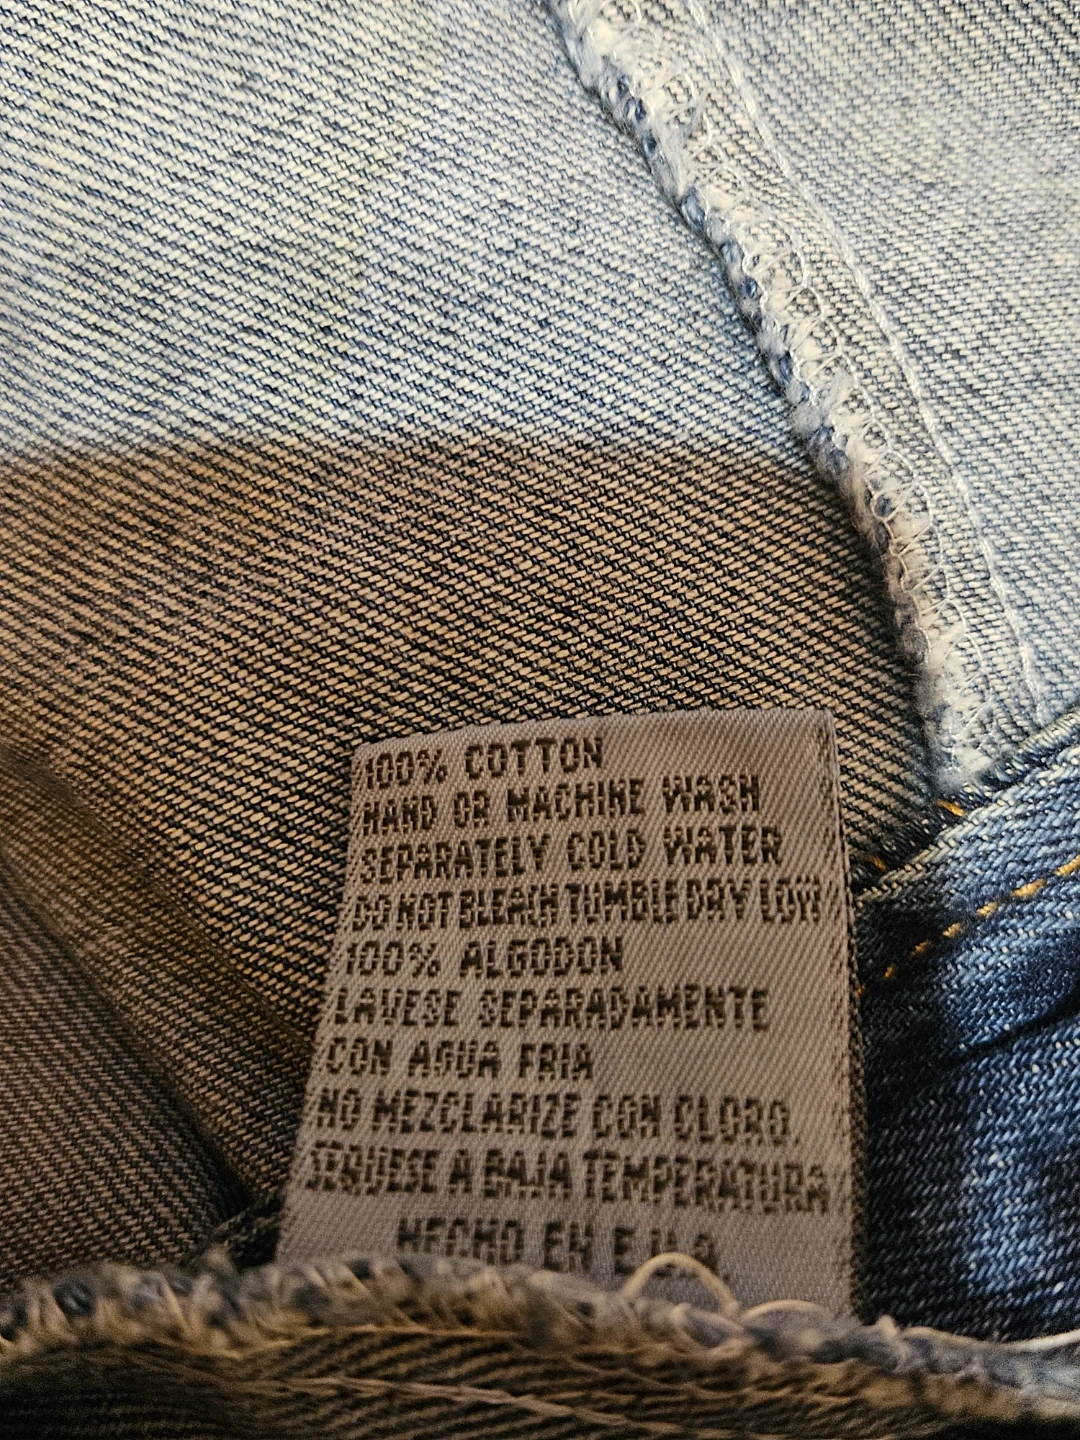 100% COTTON
HAND OR MACHINE WASH
SEPARATELY COLD WATER
DO NOT BLEACH TUMBLE DRY LOW
100% ALGODON
LAVESE SEPARADAMENTE
CON AGUA FRIA
NO MEZCLARIZE CON CLORO.
SEQUESE A BAJA TEMPERATURA
HECHO EN E.U.A